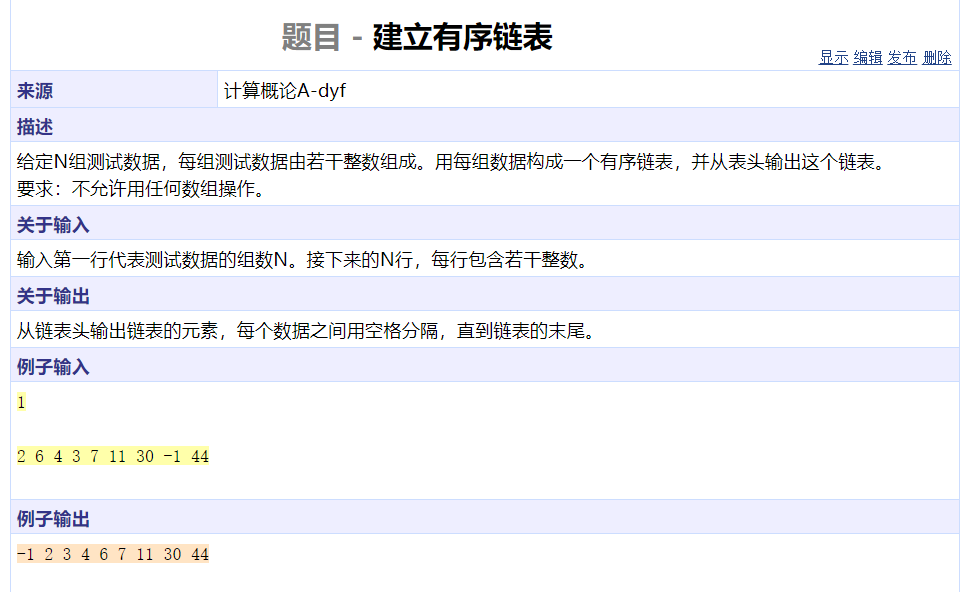 题目 - 建立有序链表
显示 编辑 发布 删除
来源 计算概论A-dyf
描述
给定N组测试数据，每组测试数据由若干整数组成。用每组数据构成一个有序链表，并从表头输出这个链表。
要求：不允许用任何数组操作。
关于输入
输入第一行代表测试数据的组数N。接下来的N行，每行包含若干整数。
关于输出
从链表头输出链表的元素，每个数据之间用空格分隔，直到链表的末尾。
例子输入
1
2 6 4 3 7 11 30 -1 44
例子输出
-1 2 3 4 6 7 11 30 44